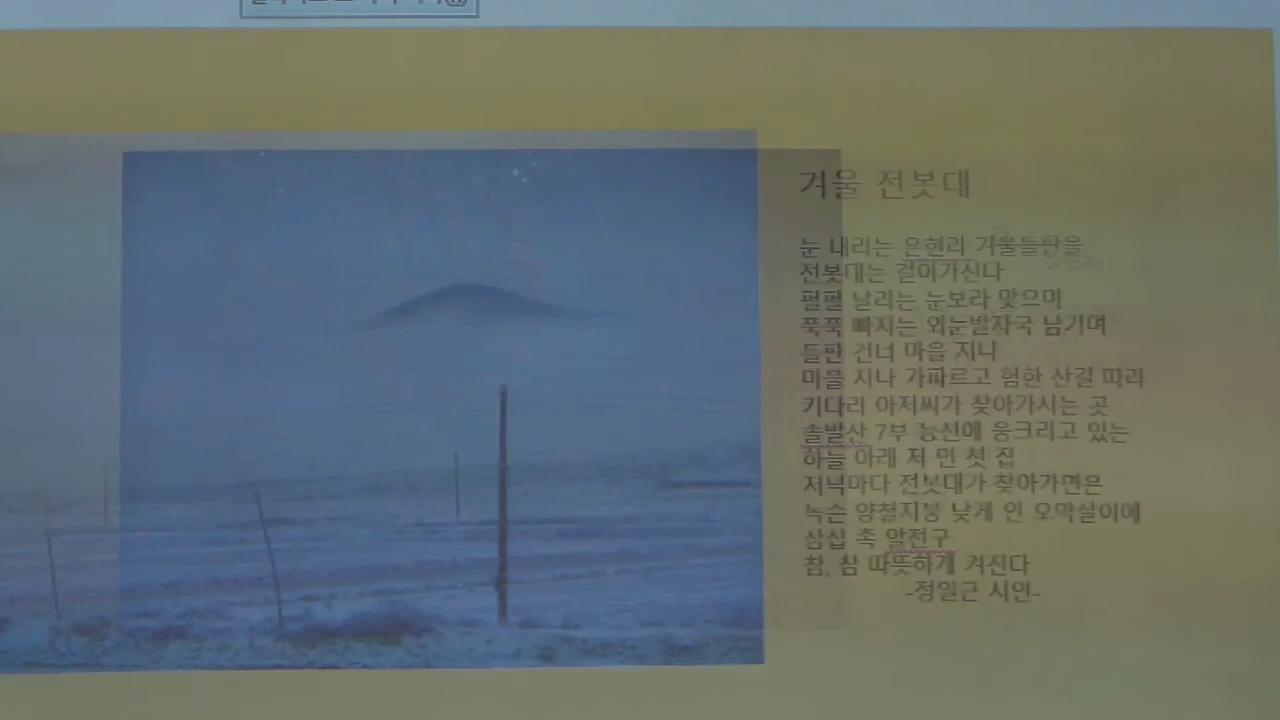 겨울 전봇대
눈 내리는 은현리 겨울들판을
전봇대는 걸어가신다
펄펄 날리는 눈보라 맞으며
푹푹 빠지는 외눈발자국 남기며
들판 건너 마을 지나
마을 지나 가파르고 험한 산길 따라
키다리 아저씨가 찾아가시는 곳
솔발산 7부 능선에 웅크리고 있는
하늘 아래 저 먼 첫 집
저녁마다 전봇대가 찾아가면은
녹슨 양철지붕 낮게 인 오막살이에
삼십 촉 알전구
참, 참 따뜻하게 켜진다
-정일근 시인-